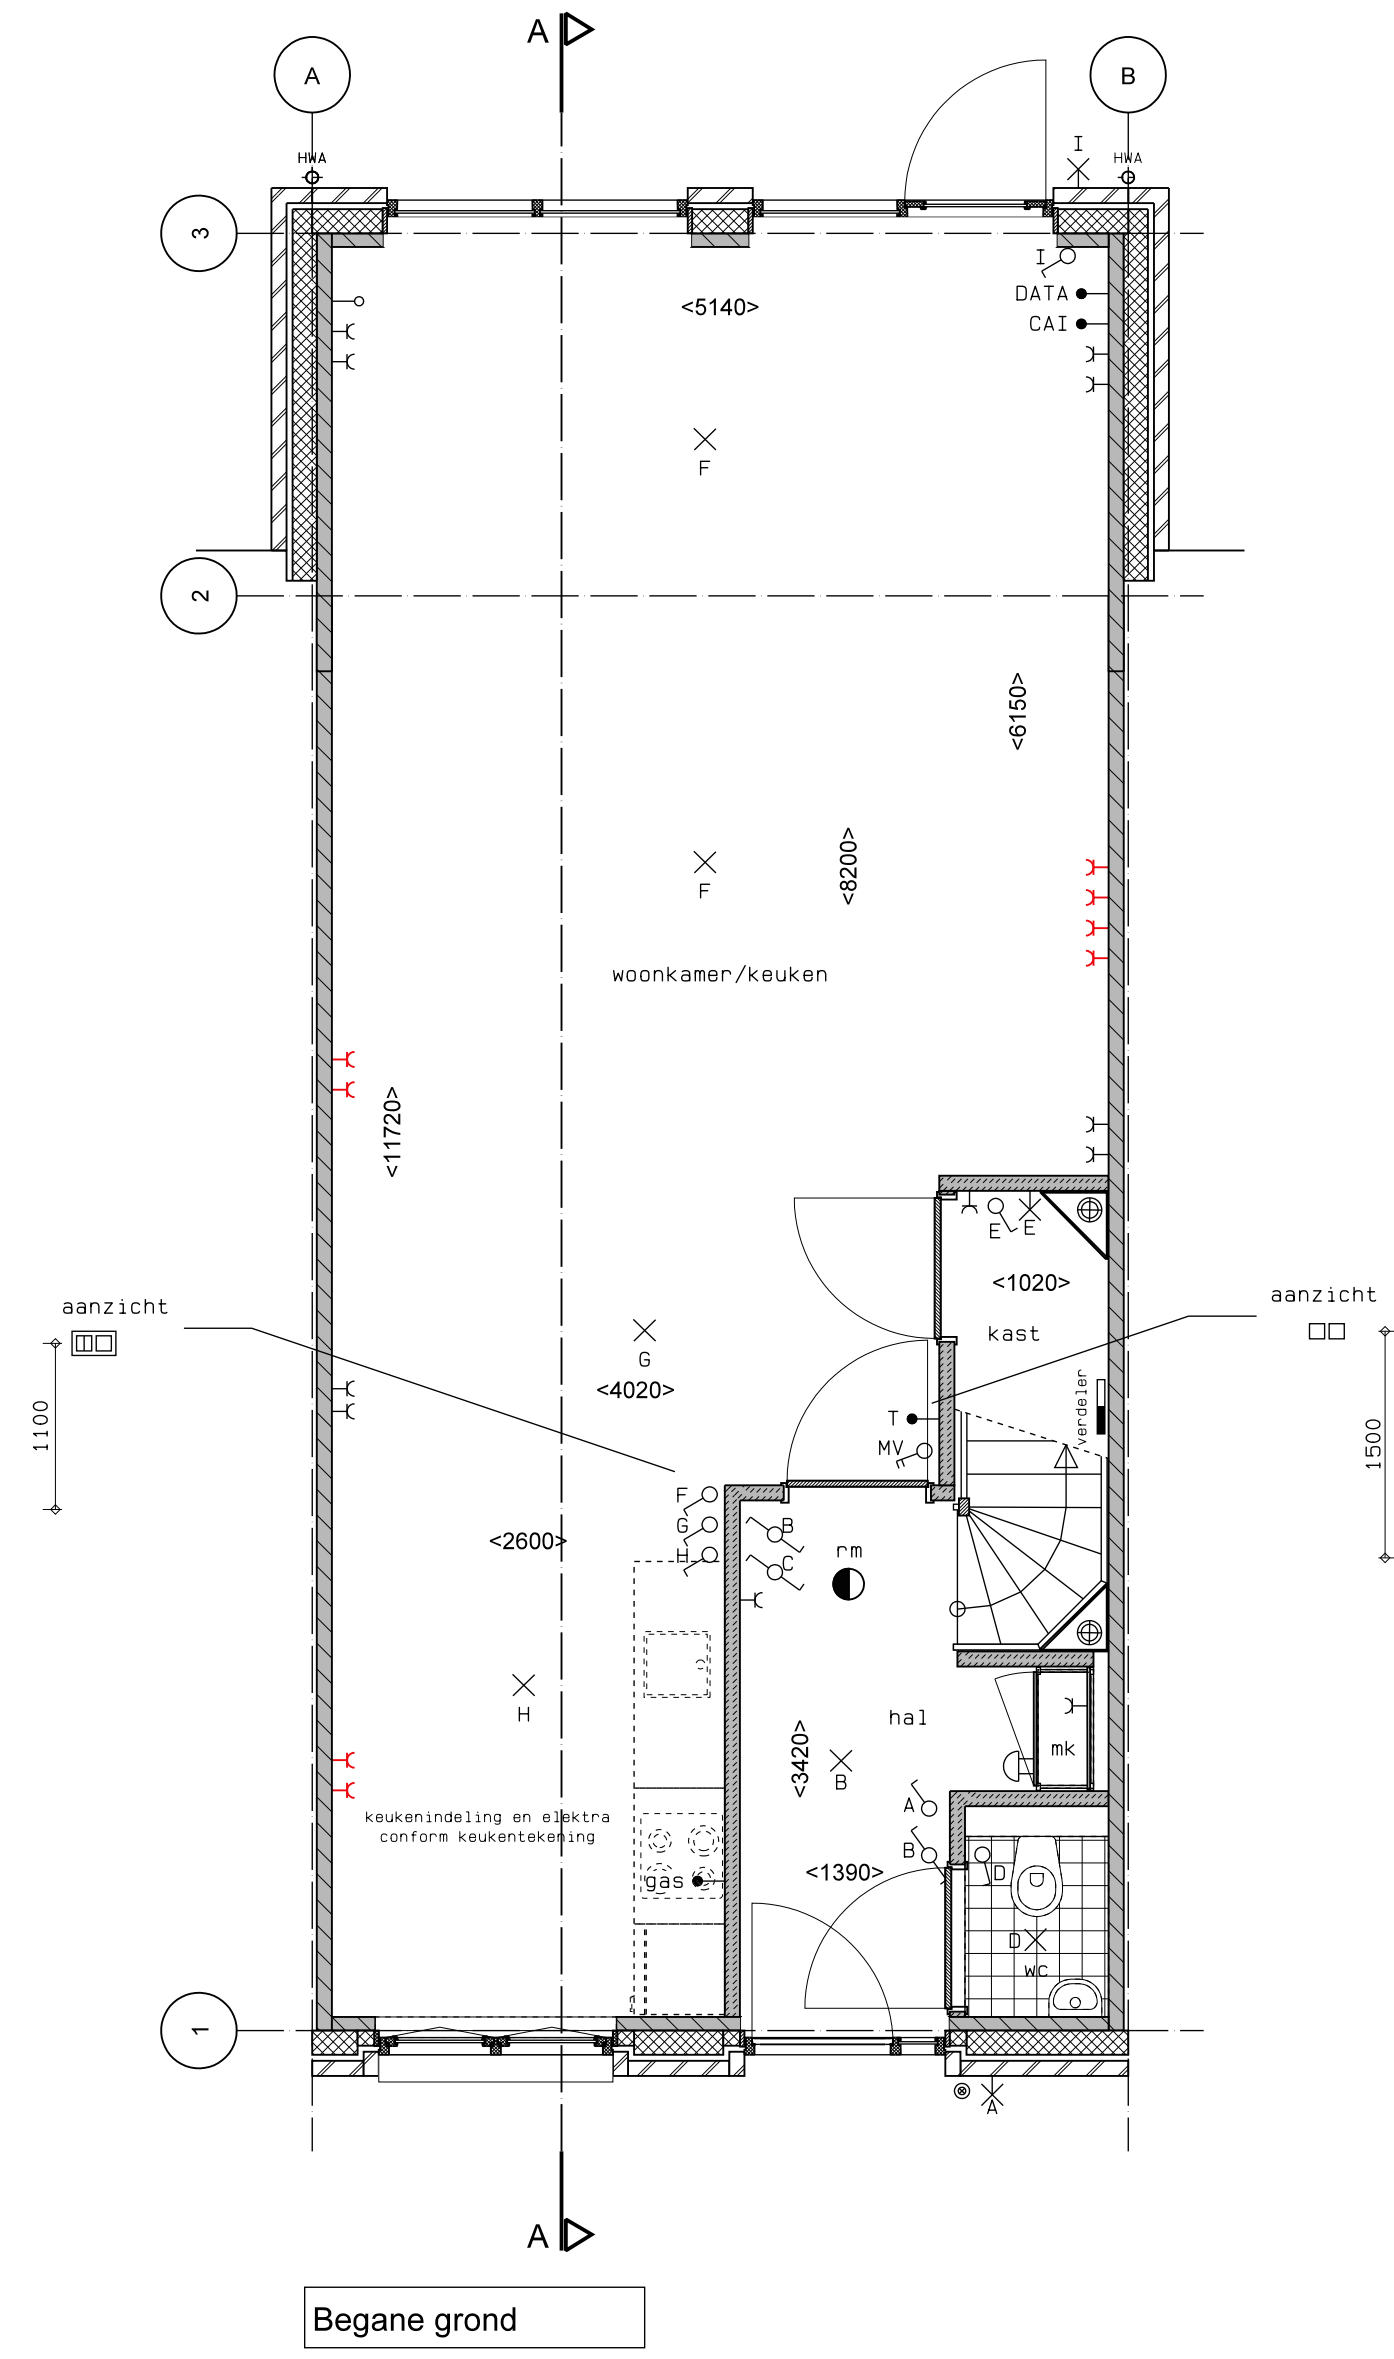 A
A
B
HWA
HWA
I
3
I
<5140>
DATA
CAI
F
2
<6150>
<8200>
F
woonkamer/keuken
<11720>
E
E
<1020>
aanzicht
aanzicht
kast
G
<4020>
verdeler
1100
T
1500
MV
F
G
H
B
C
<2600>
rm
H
hal
<3420>
mk
B
A
keukenindeling en elektra
conform keukentekening
B
<1390>
D
gas
D
wc
1
A
A
Begane grond